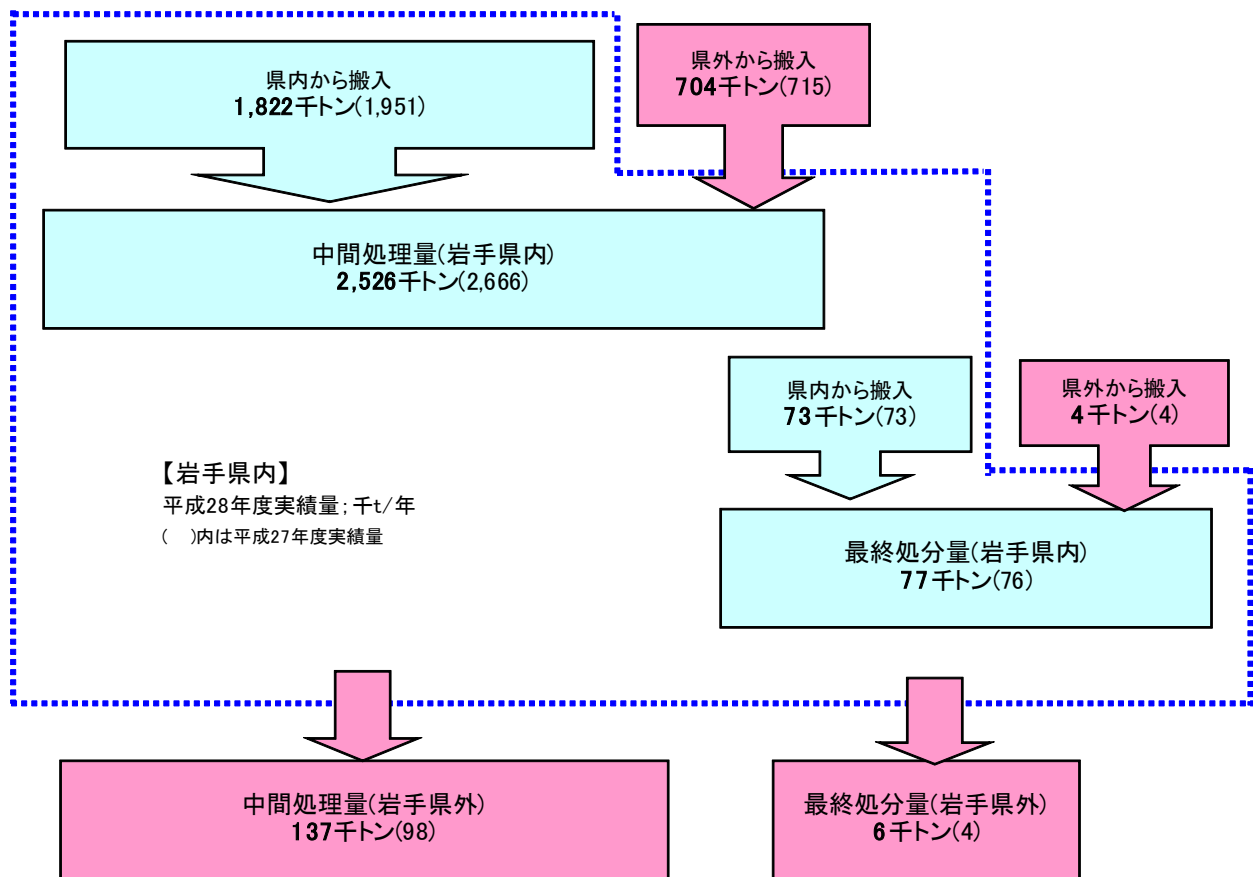 県内から搬入
1,822千トン(1,951)
県外から搬入
704千トン(715)
中間処理量(岩手県内)
2,526千トン(2,666)
県内から搬入
73千トン(73)
県外から搬入
4千トン(4)
【岩手県内】
平成28年度実績量；千t/年
(　)内は平成27年度実績量
最終処分量(岩手県内)
77千トン(76)
中間処理量(岩手県外)
137千トン(98)
最終処分量(岩手県外)
6千トン(4)